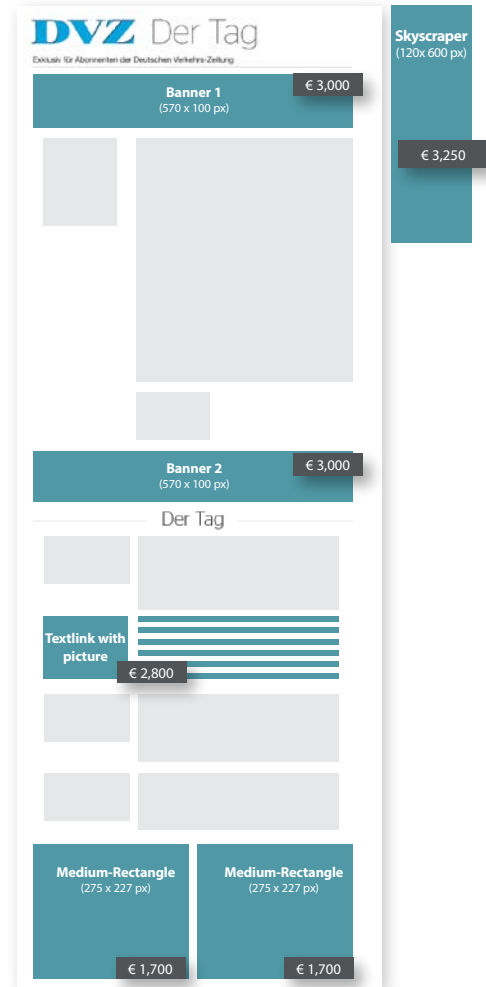 DVZ Der Tag
Exklusiv für Abonnenten der Deutschen Verkehrs-Zeitung
Banner 1
(570 x 100 px)
€ 3,000
Skyscraper
(120x 600 px)
€ 3,250
Banner 2
(570 x 100 px)
€ 3,000
Der Tag
Textlink with
picture
€ 2,800
Medium-Rectangle
(275 x 227 px)
€ 1,700
Medium-Rectangle
(275 x 227 px)
€ 1,700